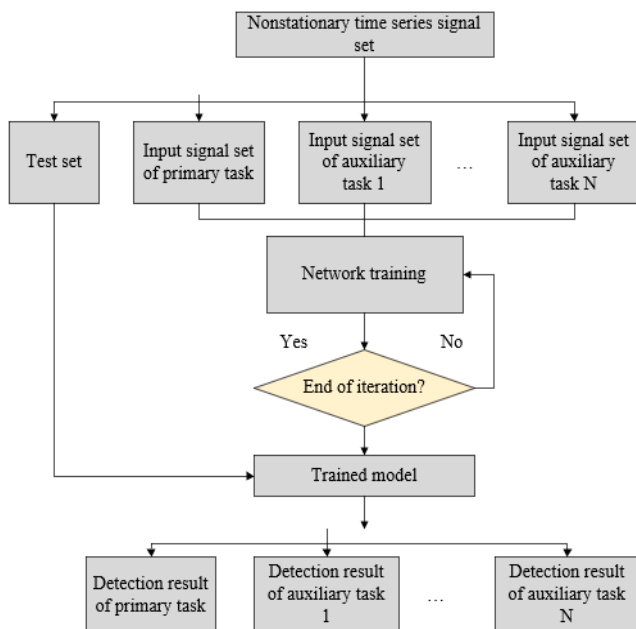 Nonstationary time series signal
set
Test set
Input signal set
of primary task
Input signal set
of auxiliary
task 1
...
Input signal set
of auxiliary
task N
Network training
Yes
No
End of iteration?
Trained model
Detection result
of primary task
Detection result
of auxiliary task
1
...
Detection result
of auxiliary task
N